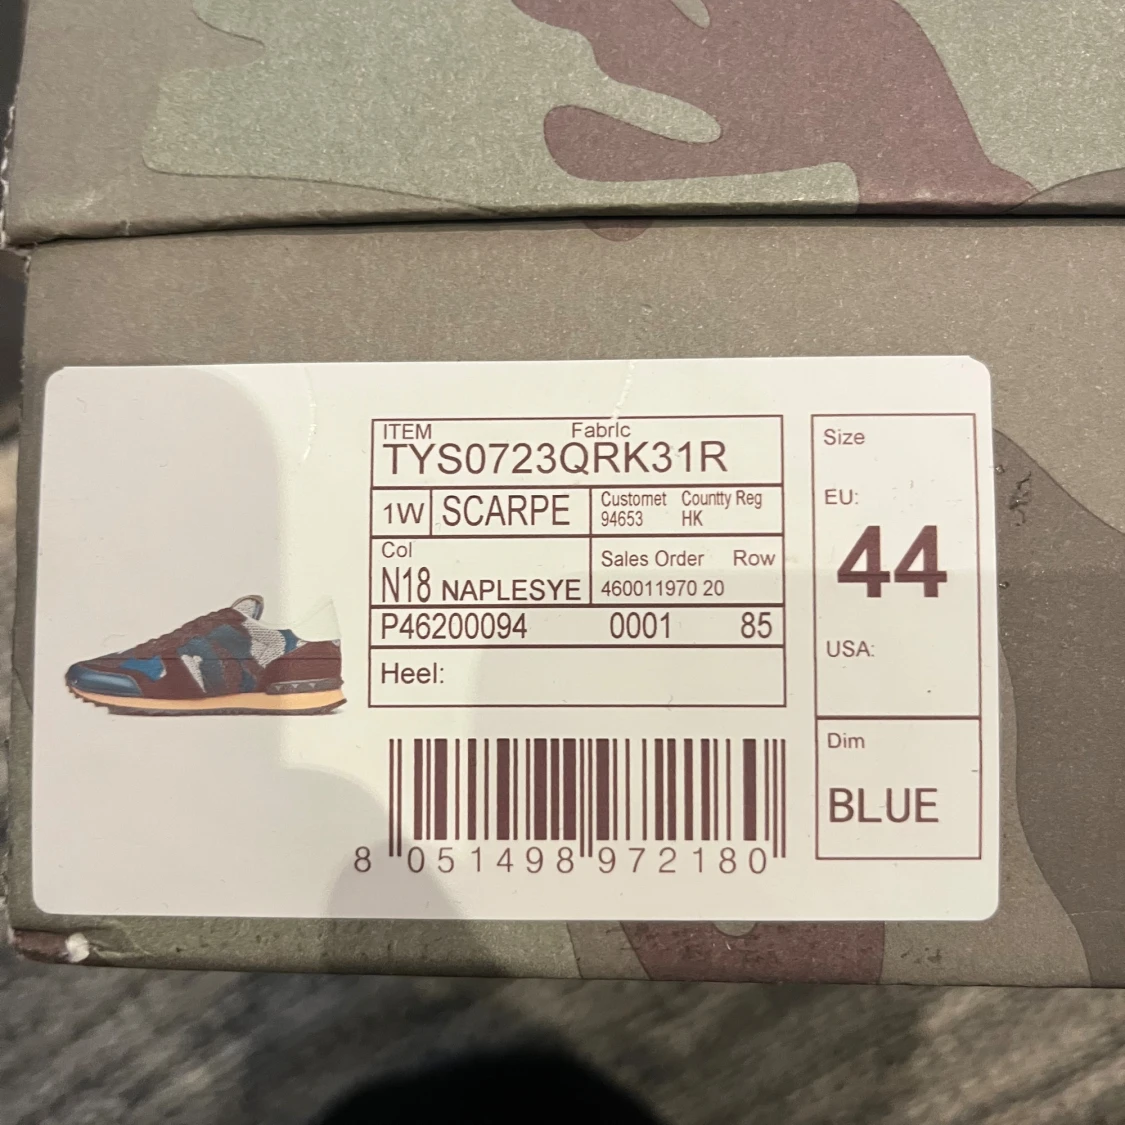 ITEM Fabric
TYS0723QRK31R
1W SCARPE
Customet Countty Reg
94653 HK
Col
N18 NAPLESYE
Sales Order Row
460011970 20
P46200094 0001 85
Heel:
8 051498 972180
Size
EU:
44
USA:
Dim
BLUE